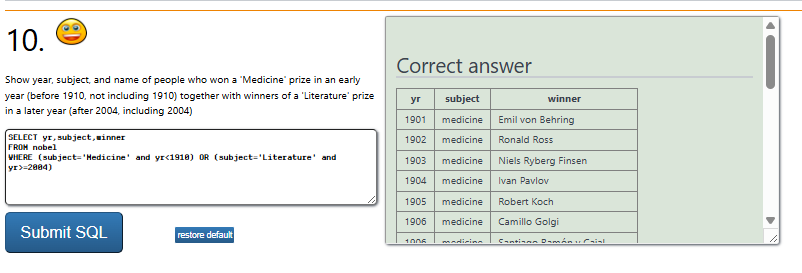 10.
Show year, subject, and name of people who won a 'Medicine' prize in an early
year (before 1910, not including 1910) together with winners of a 'Literature' prize
in a later year (after 2004, including 2004)
SELECT yr,subject,winner
FROM nobel
WHERE (subject='Medicine' and yr<1910) OR (subject='Literature' and
yr>=2004)
Submit SQL
restore default
Correct answer
yr subject winner
1901 medicine Emil von Behring
1902 medicine Ronald Ross
1903 medicine Niels Ryberg Finsen
1904 medicine Ivan Pavlov
1905 medicine Robert Koch
1906 medicine Camillo Golgi
1906 medicine Santiago Ramón y Cajal